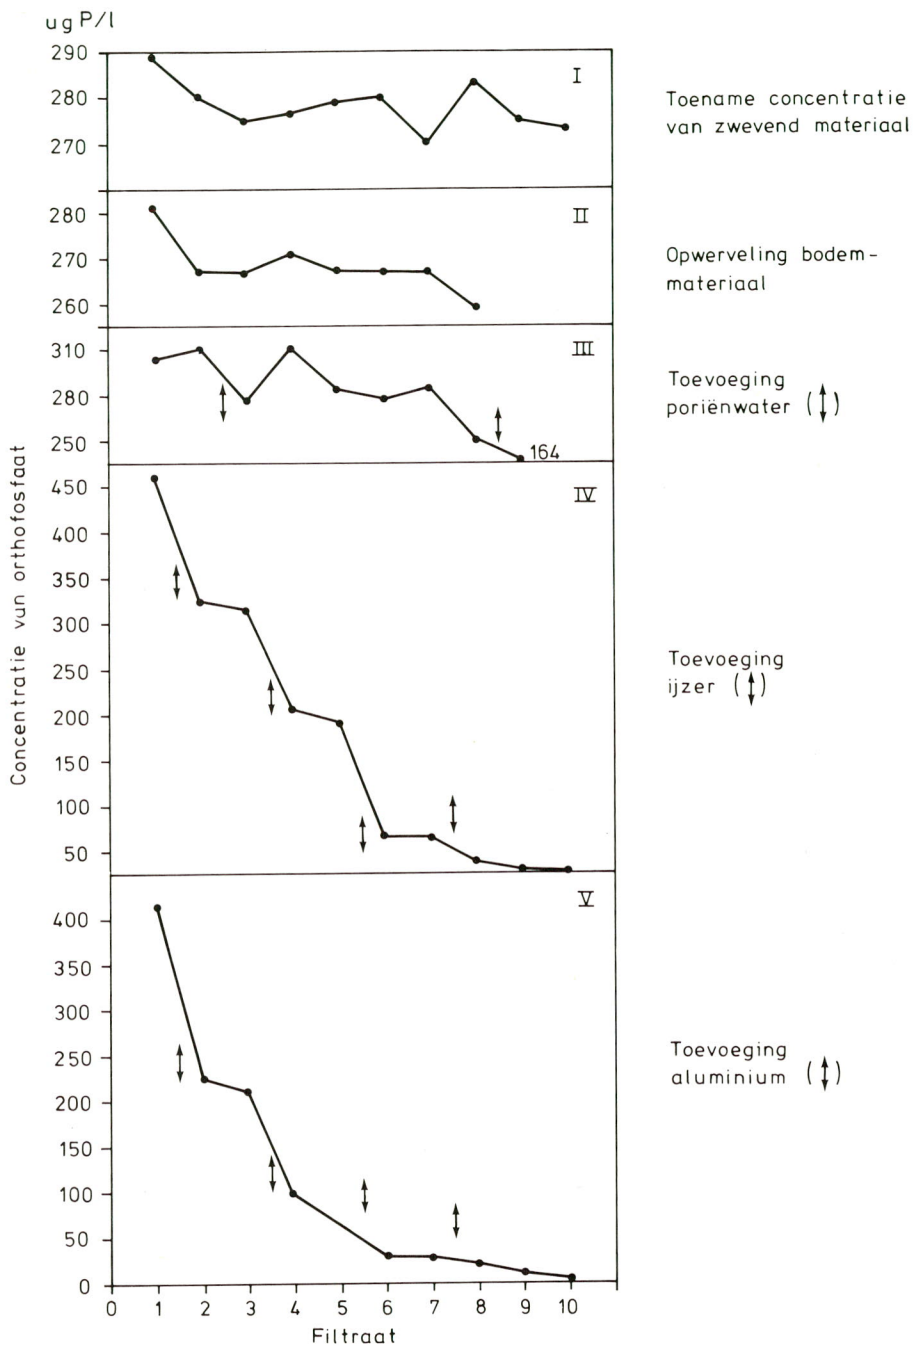 ug P/l
290
280
270
I
Toename concentratie
van zwevend materiaal
280
270
260
II
Opwerveling bodem-
materiaal
310
280
250
164
III
Toevoeging
poriënwater (↕)
450
400
350
300
250
200
150
100
50
IV
Toevoeging
ijzer (↕)
400
350
300
250
200
150
100
50
0
V
Toevoeging
aluminium (↕)
Concentratie van orthofosfaat
0 1 2 3 4 5 6 7 8 9 10
Filtraat